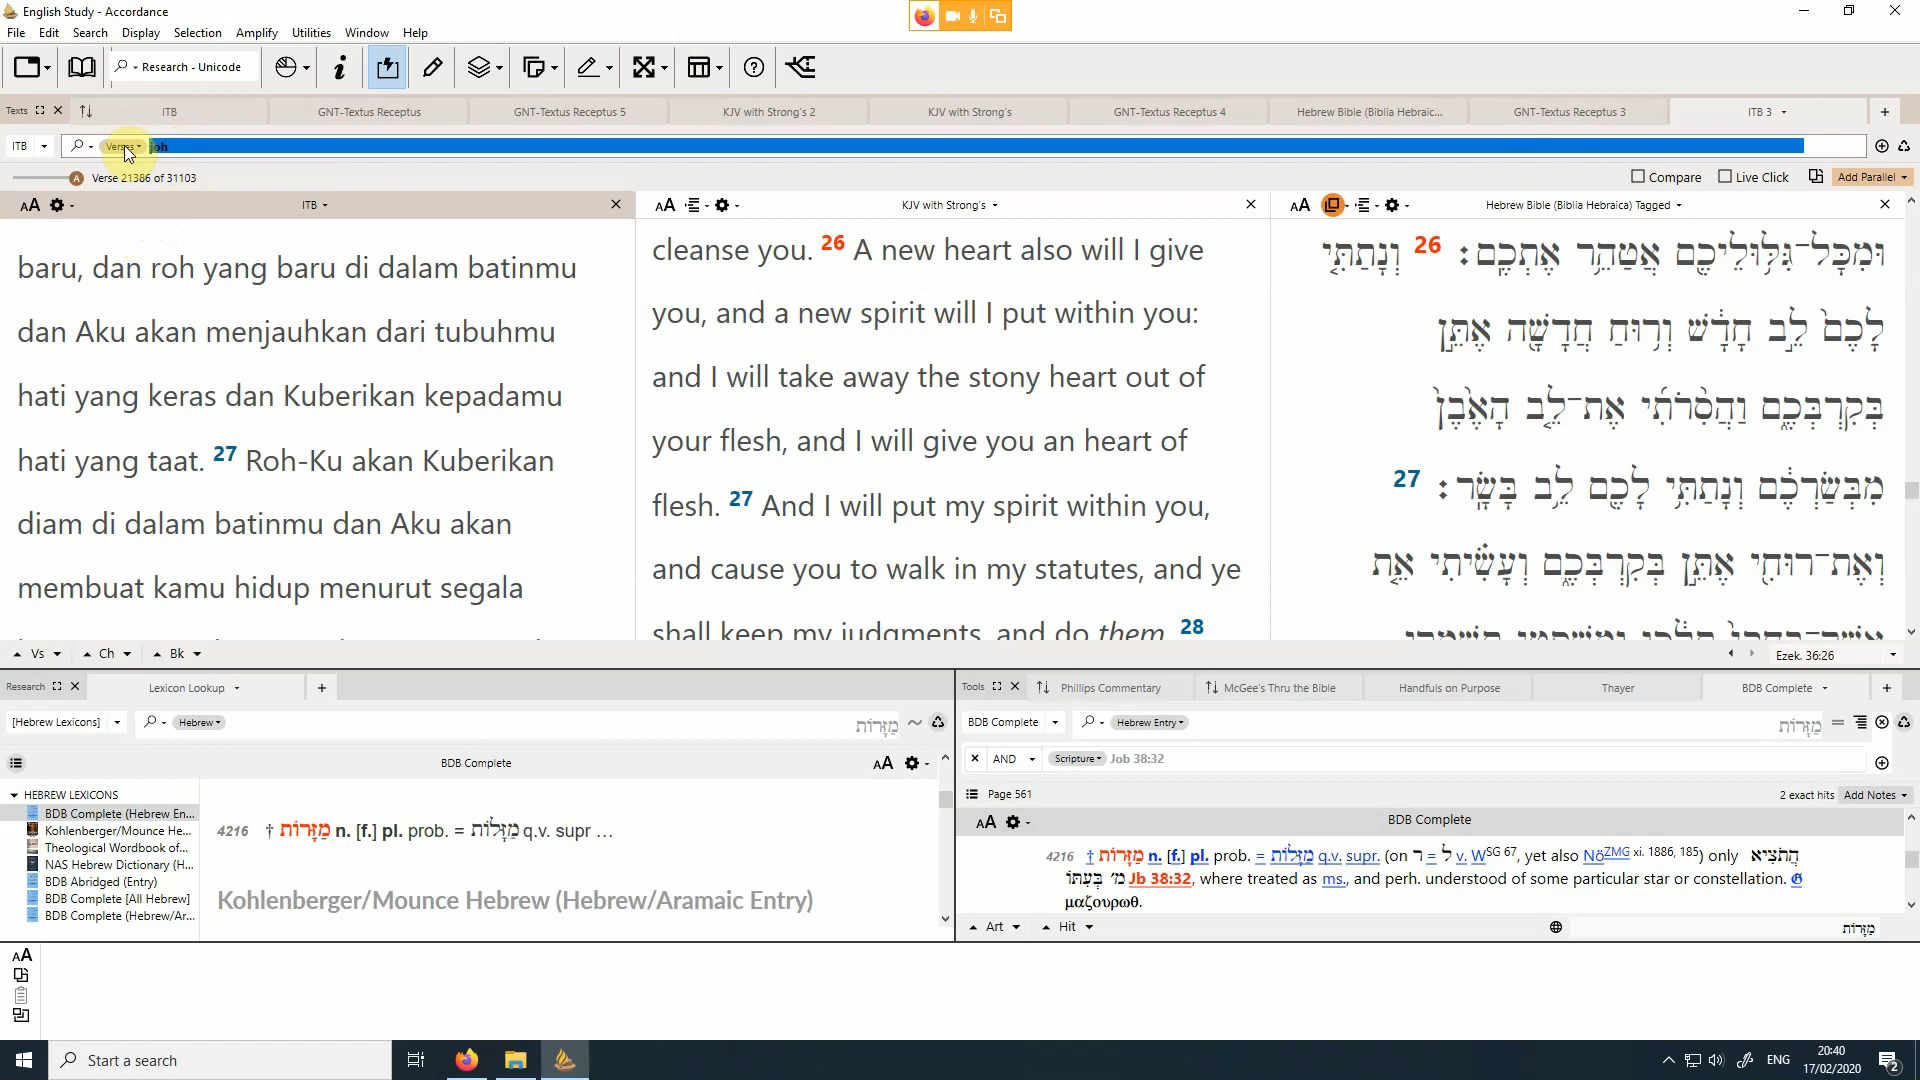 English Study - Accordance
File Edit Search Display Selection Amplify Utilities Window Help
Research - Unicode
Texts ITB GNT-Textus Receptus GNT-Textus Receptus 5 KJV with Strong's 2 KJV with Strong's GNT-Textus Receptus 4 Hebrew Bible (Biblia Hebraic... GNT-Textus Receptus 3 ITB 3
ITB Verses joh
Verse 21386 of 31103 Compare Live Click Add Parallel
ITB
baru, dan roh yang baru di dalam batinmu
dan Aku akan menjauhkan dari tubuhmu
hati yang keras dan Kuberikan kepadamu
hati yang taat. 27 Roh-Ku akan Kuberikan
diam di dalam batinmu dan Aku akan
membuat kamu hidup menurut segala
KJV with Strong's
cleanse you. 26 A new heart also will I give
you, and a new spirit will I put within you:
and I will take away the stony heart out of
your flesh, and I will give you an heart of
flesh. 27 And I will put my spirit within you,
and cause you to walk in my statutes, and ye
shall keep my judgments, and do them. 28
Hebrew Bible (Biblia Hebraica) Tagged
וּמִכָּל־גִּלּוּלֵיכֶם אֲטַהֵר אֶתְכֶם׃ 26 וְנָתַתִּי
לָכֶם לֵב חָדָשׁ וְרוּחַ חֲדָשָׁה אֶתֵּן
בְּקִרְבְּכֶם וַהֲסִרֹתִי אֶת־לֵב הָאֶבֶן
מִבְּשַׂרְכֶם וְנָתַתִּי לָכֶם לֵב בָּשָׂר׃ 27
וְאֶת־רוּחִי אֶתֵּן בְּקִרְבְּכֶם וְעָשִׂיתִי אֵת
Vs Ch Bk Ezek. 36:26
Research Lexicon Lookup
[Hebrew Lexicons] Hebrew מַזָּרוֹת
BDB Complete
HEBREW LEXICONS
BDB Complete (Hebrew En...
Kohlenberger/Mounce He...
Theological Wordbook of...
NAS Hebrew Dictionary (H...
BDB Abridged (Entry)
BDB Complete [All Hebrew]
BDB Complete (Hebrew/Ar...
4216 † מַזָּרוֹת n. [f.] pl. prob. = מַזָּלוֹת q.v. supr ...
Kohlenberger/Mounce Hebrew (Hebrew/Aramaic Entry)
Tools Phillips Commentary McGee's Thru the Bible Handfuls on Purpose Thayer BDB Complete
BDB Complete Hebrew Entry מַזָּרוֹת
AND Scripture Job 38:32
Page 561 2 exact hits Add Notes
BDB Complete
4216 † מַזָּרוֹת n. [f.] pl. prob. = מַזָּלוֹת q.v. supr. (on ר = ל v. WSG 67, yet also NöZMG xi. 1886, 185) only הֲתֹצִיא
מ׳ בְּעִתּוֹ Jb 38:32, where treated as ms., and perh. understood of some particular star or constellation. 𝔊
μαζουρωθ.
Art Hit מַזָּרוֹת
Start a search
ENG
20:40
17/02/2020
2